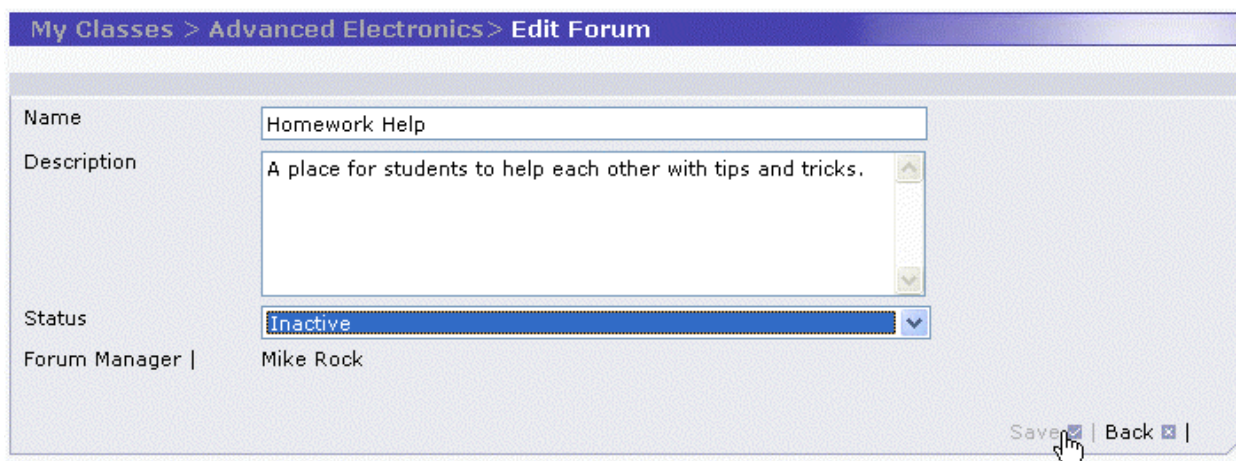 My Classes > Advanced Electronics> Edit Forum
Name
Homework Help
Description
A place for students to help each other with tips and tricks.
Status
Inactive
Forum Manager |
Mike Rock
Save | Back |